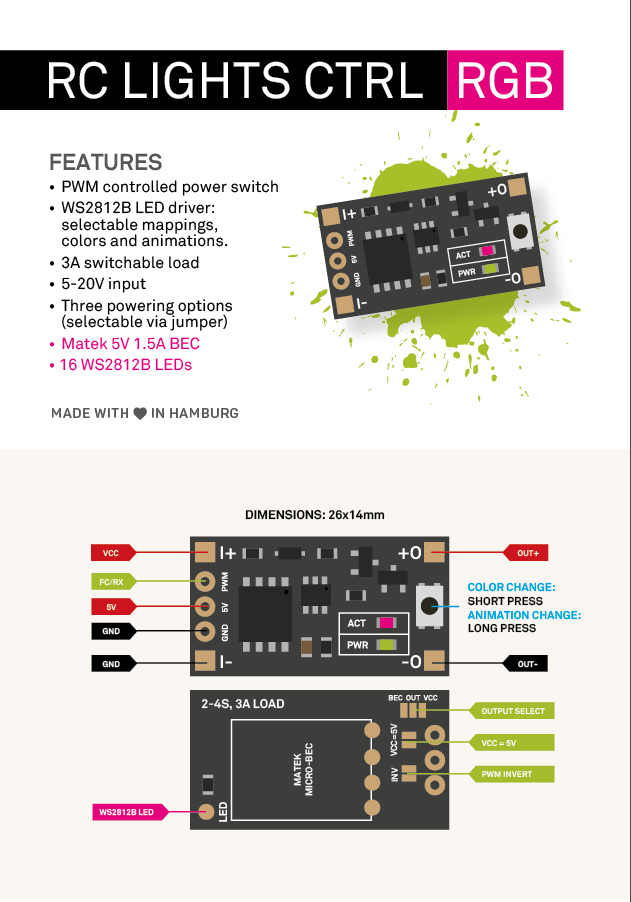 RC LIGHTS CTRL RGB
FEATURES
• PWM controlled power switch
• WS2812B LED driver:
selectable mappings,
colors and animations.
• 3A switchable load
• 5-20V input
• Three powering options
(selectable via jumper)
• Matek 5V 1.5A BEC
• 16 WS2812B LEDs
I+
PWM
5V
GND
I-
+O
ACT
PWR
-O
MADE WITH ♥ IN HAMBURG
DIMENSIONS: 26x14mm
VCC
FC/RX
5V
GND
GND
I+
PWM
5V
GND
I-
+O
ACT
PWR
-O
OUT+
COLOR CHANGE:
SHORT PRESS
ANIMATION CHANGE:
LONG PRESS
OUT-
2-4S, 3A LOAD
BEC OUT VCC
VCC=5V
INV
MATEK
MICRO-BEC
LED
WS2812B LED
OUTPUT SELECT
VCC = 5V
PWM INVERT